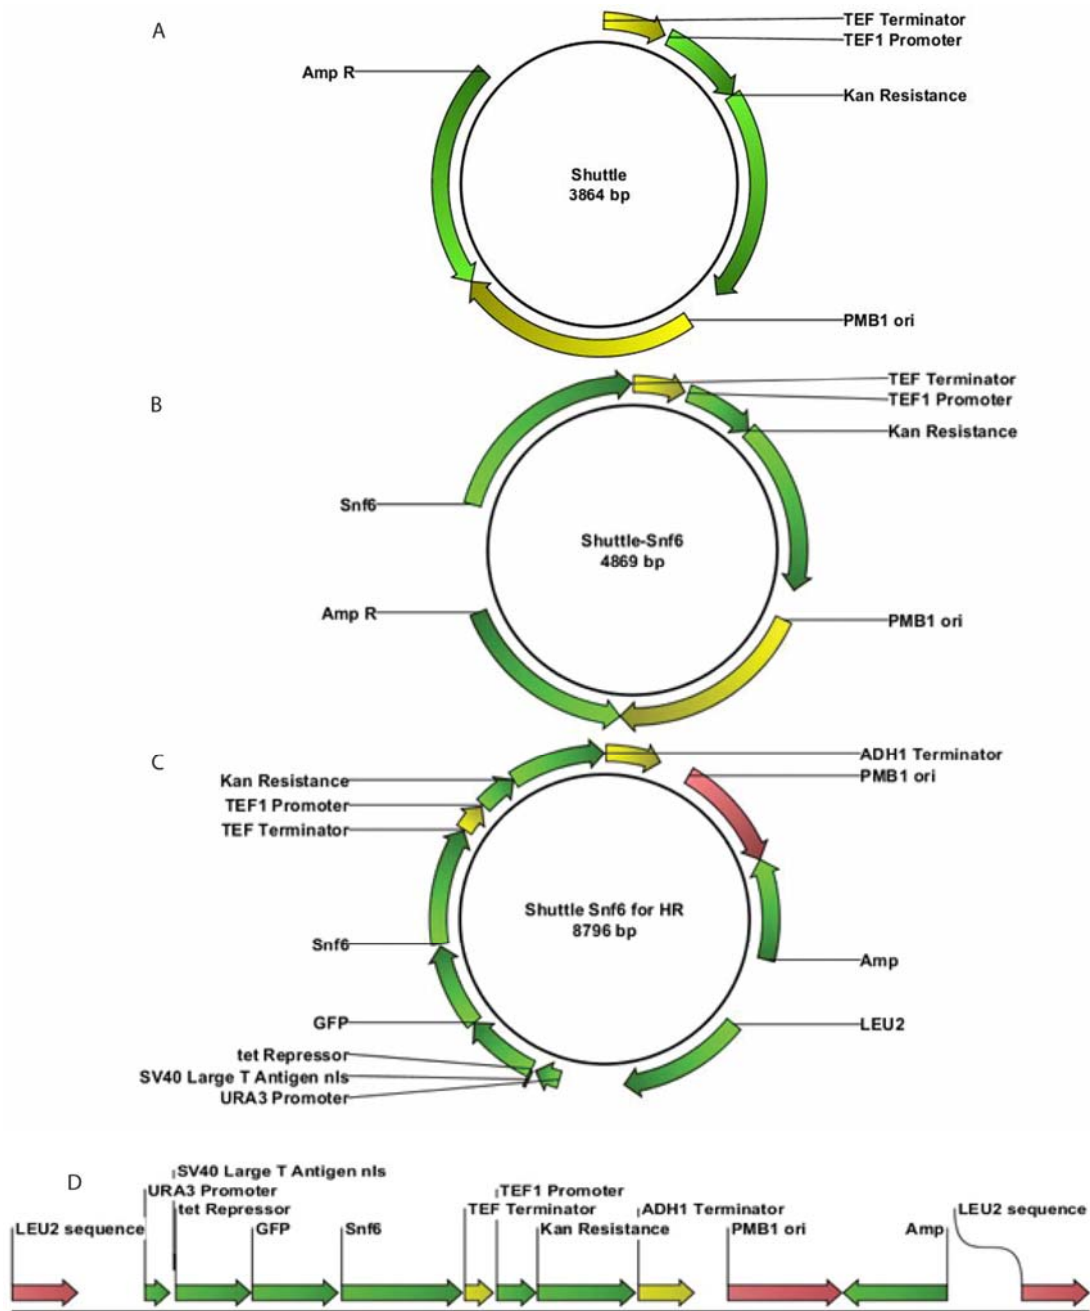 A
TEF Terminator
TEF1 Promoter
Amp R
Kan Resistance
Shuttle
3864 bp
PMB1 ori
B
TEF Terminator
TEF1 Promoter
Kan Resistance
Snf6
Shuttle-Snf6
4869 bp
Amp R
PMB1 ori
C
ADH1 Terminator
PMB1 ori
Kan Resistance
TEF1 Promoter
TEF Terminator
Shuttle Snf6 for HR
8796 bp
Snf6
Amp
GFP
LEU2
tet Repressor
SV40 Large T Antigen nls
URA3 Promoter
D
SV40 Large T Antigen nls
URA3 Promoter
TEF1 Promoter
tet Repressor
TEF Terminator
ADH1 Terminator
LEU2 sequence
LEU2 sequence
GFP
Snf6
Kan Resistance
PMB1 ori
Amp